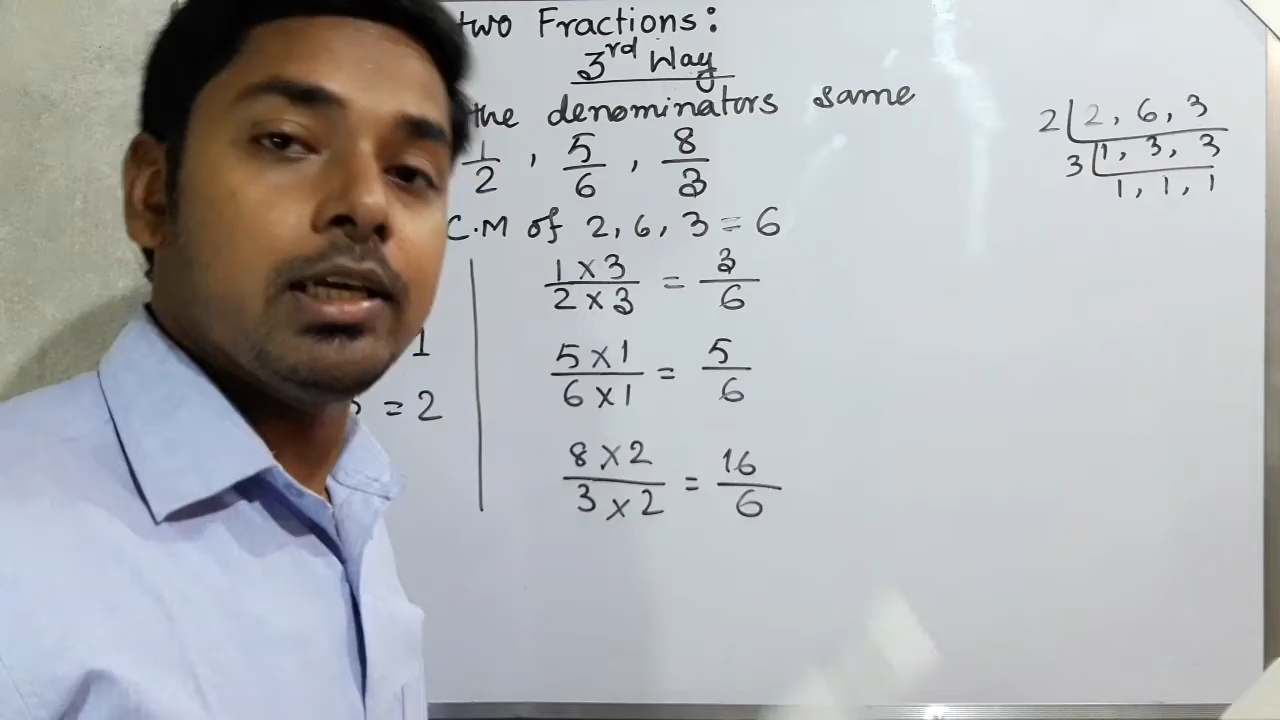 two Fractions:
3rd Way
the denominators same
1/2 , 5/6 , 8/3
C.M of 2, 6, 3 = 6
1 x 3 / 2 x 3 = 3/6
5 x 1 / 6 x 1 = 5/6
8 x 2 / 3 x 2 = 16/6
1
= 2
2 | 2, 6, 3
3 | 1, 3, 3
1, 1, 1